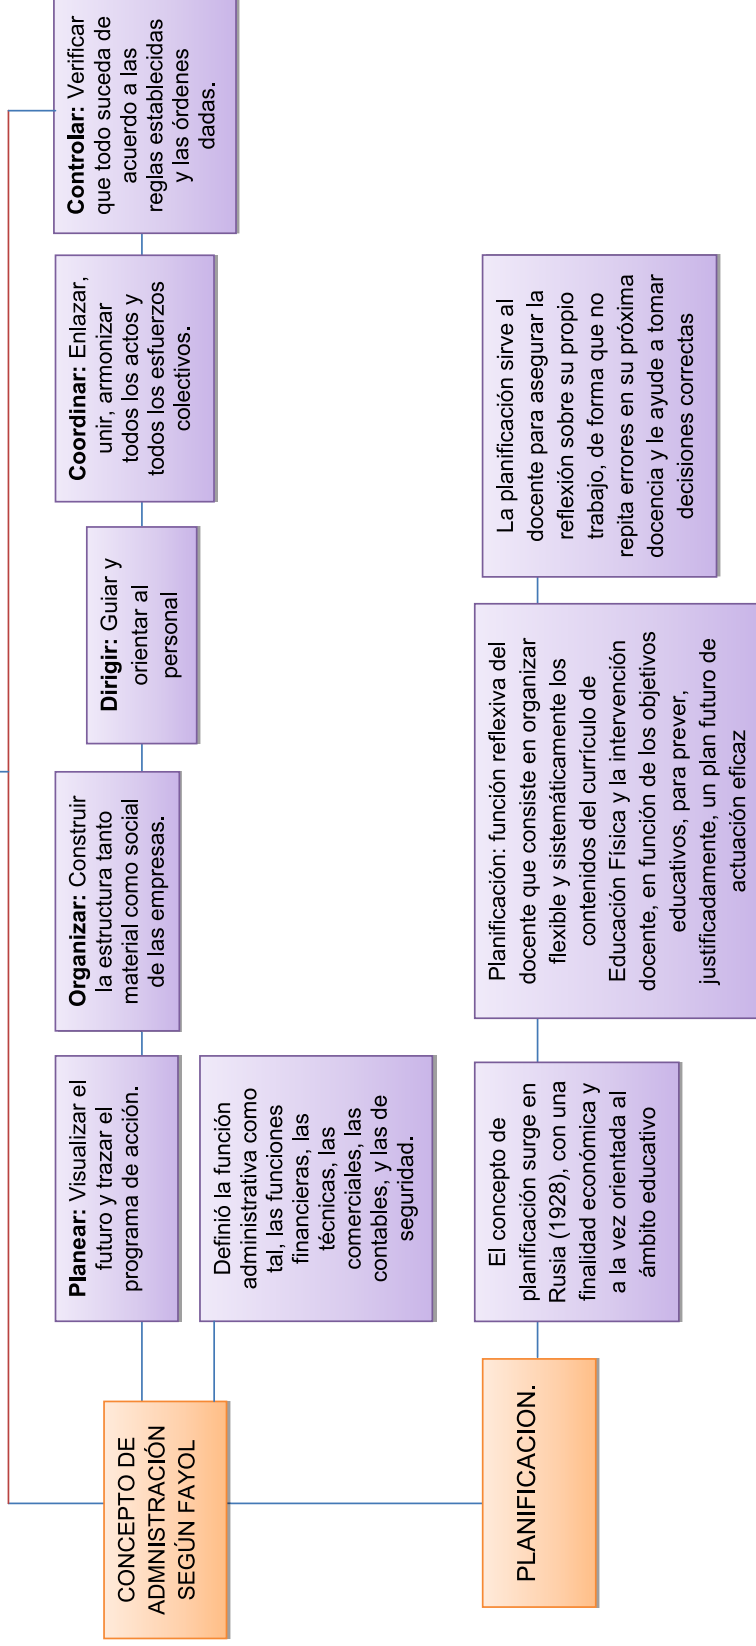 CONCEPTO DE
ADMNISTRACIÓN
SEGÚN FAYOL
Planear: Visualizar el
futuro y trazar el
programa de acción.
Organizar: Construir
la estructura tanto
material como social
de las empresas.
Dirigir: Guiar y
orientar al
personal
Coordinar: Enlazar,
unir, armonizar
todos los actos y
todos los esfuerzos
colectivos.
Controlar: Verificar
que todo suceda de
acuerdo a las
reglas establecidas
y las órdenes
dadas.
Definió la función
administrativa como
tal, las funciones
financieras, las
técnicas, las
comerciales, las
contables, y las de
seguridad.
PLANIFICACION.
El concepto de
planificación surge en
Rusia (1928), con una
finalidad económica y
a la vez orientada al
ámbito educativo
Planificación: función reflexiva del
docente que consiste en organizar
flexible y sistemáticamente los
contenidos del currículo de
Educación Física y la intervención
docente, en función de los objetivos
educativos, para prever,
justificadamente, un plan futuro de
actuación eficaz
La planificación sirve al
docente para asegurar la
reflexión sobre su propio
trabajo, de forma que no
repita errores en su próxima
docencia y le ayude a tomar
decisiones correctas